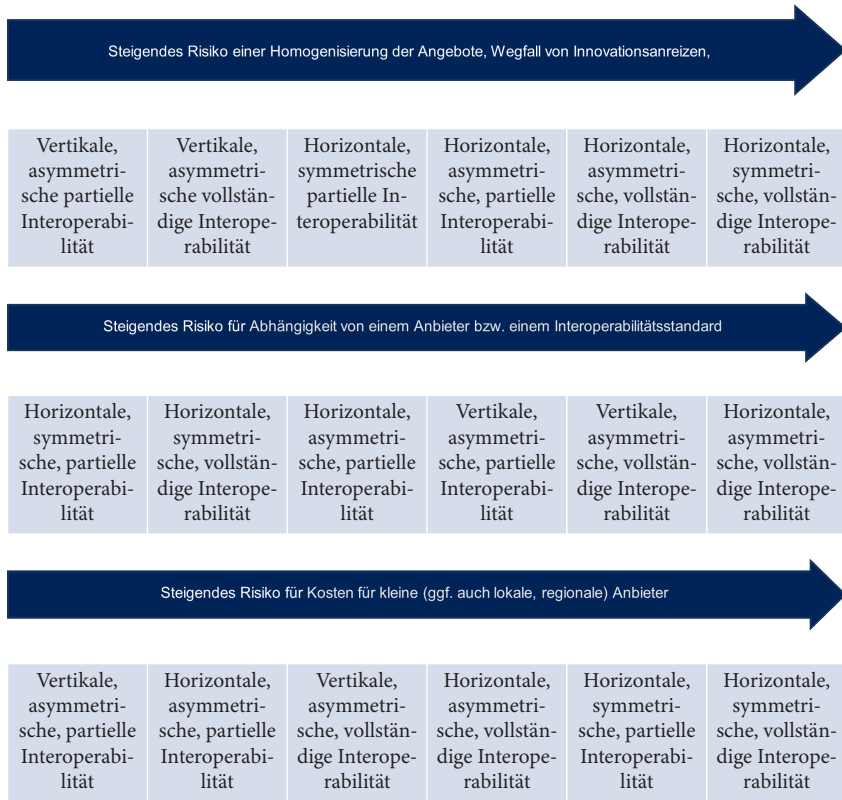 Steigendes Risiko einer Homogenisierung der Angebote, Wegfall von Innovationsanreizen,
Vertikale,
asymmetri-
sche partielle
Interoperabi-
lität
Vertikale,
asymmetri-
sche vollstän-
dige Interope-
rabilität
Horizontale,
symmetrische
partielle In-
teroperabilität
Horizontale,
asymmetri-
sche, partielle
Interoperabi-
lität
Horizontale,
asymmetri-
sche, vollstän-
dige Interope-
rabilität
Horizontale,
symmetri-
sche, vollstän-
dige Interope-
rabilität
Steigendes Risiko für Abhängigkeit von einem Anbieter bzw. einem Interoperabilitätsstandard
Horizontale,
symmetri-
sche, partielle
Interoperabi-
lität
Horizontale,
symmetri-
sche, vollstän-
dige Interope-
rabilität
Horizontale,
asymmetri-
sche, partielle
Interoperabi-
lität
Vertikale,
asymmetri-
sche, partielle
Interoperabi-
lität
Vertikale,
asymmetri-
sche, vollstän-
dige Interope-
rabilität
Horizontale,
asymmetri-
sche, vollstän-
dige Interope-
rabilität
Steigendes Risiko für Kosten für kleine (ggf. auch lokale, regionale) Anbieter
Vertikale,
asymmetri-
sche, partielle
Interoperabi-
lität
Horizontale,
asymmetri-
sche, partielle
Interoperabi-
lität
Vertikale,
asymmetri-
sche, vollstän-
dige Interope-
rabilität
Horizontale,
asymmetri-
sche, vollstän-
dige Interope-
rabilität
Horizontale,
symmetri-
sche, partielle
Interoperabi-
lität
Horizontale,
symmetri-
sche, vollstän-
dige Interope-
rabilität